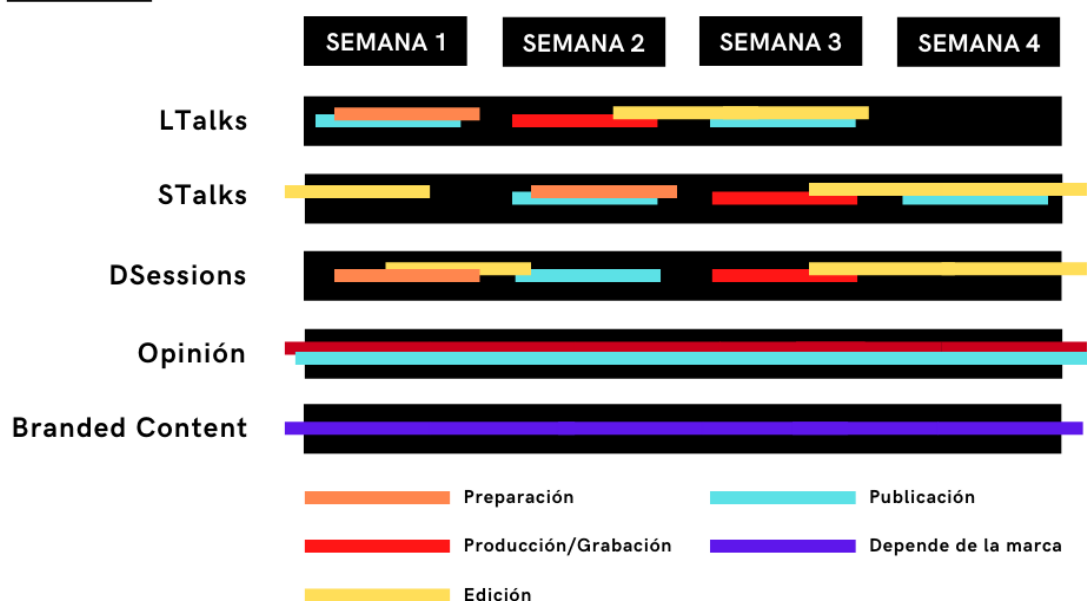 SEMANA 1 SEMANA 2 SEMANA 3 SEMANA 4
LTalks
STalks
DSessions
Opinión
Branded Content
Preparación Publicación
Producción/Grabación Depende de la marca
Edición